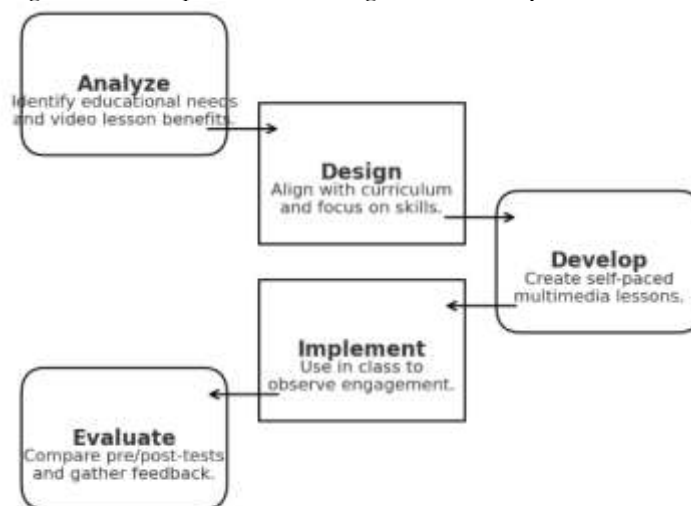 Analyze
Identify educational needs
and video lesson benefits.
Design
Align with curriculum
and focus on skills.
Develop
Create self-paced
multimedia lessons.
Implement
Use in class to
observe engagement.
Evaluate
Compare pre/post-tests
and gather feedback.